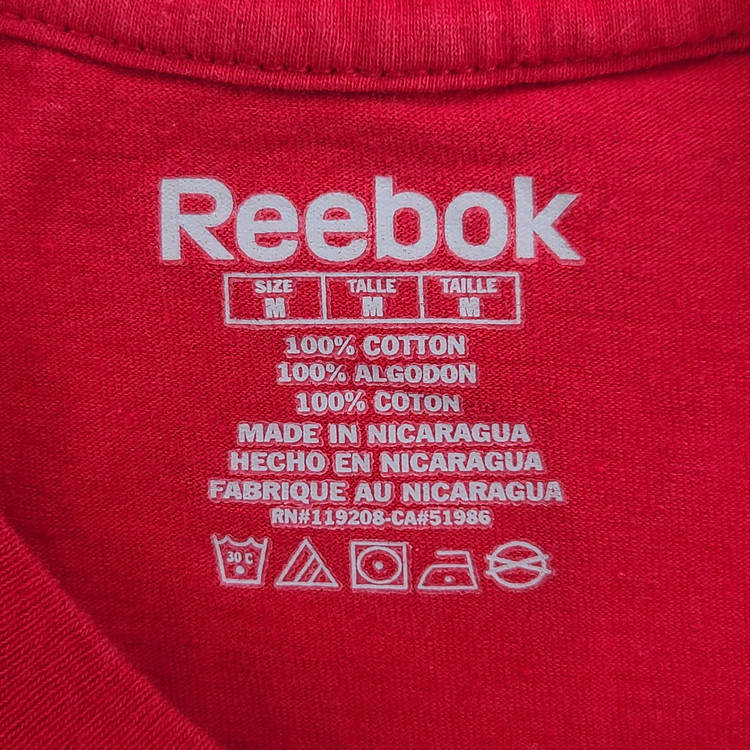 Reebok
SIZE TALLE TAILLE
M M M
100% COTTON
100% ALGODON
100% COTON
MADE IN NICARAGUA
HECHO EN NICARAGUA
FABRIQUE AU NICARAGUA
RN#119208-CA#51986
30 C